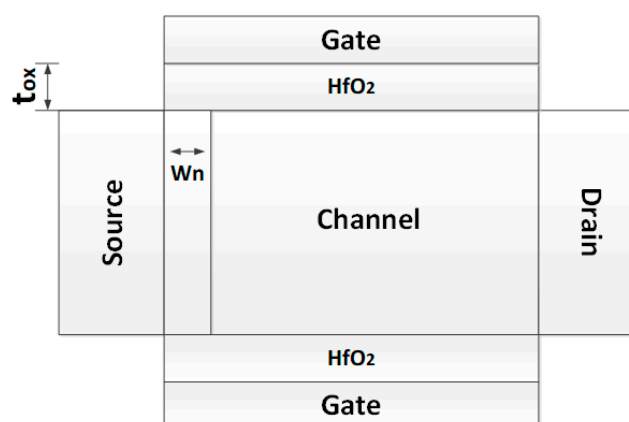 Gate
tox
HfO2
Wn
Source
Channel
Drain
HfO2
Gate